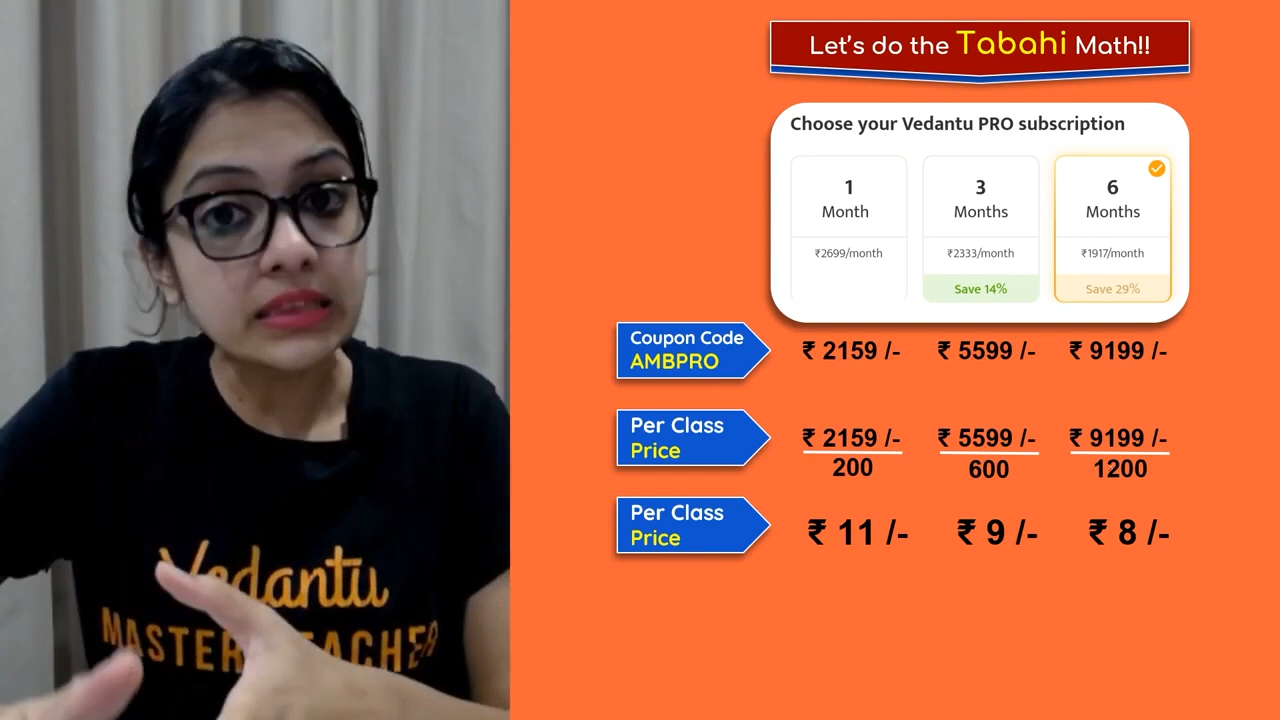 Let's do the Tabahi Math!!
Choose your Vedantu PRO subscription
1
Month
₹2699/month
3
Months
₹2333/month
Save 14%
6
Months
₹1917/month
Save 29%
Coupon Code
AMBPRO
₹ 2159 /- ₹ 5599 /- ₹ 9199 /-
Per Class
Price
₹ 2159 /- ₹ 5599 /- ₹ 9199 /-
200 600 1200
Per Class
Price
₹ 11 /- ₹ 9 /- ₹ 8 /-
Vedantu
MASTER TEACHER